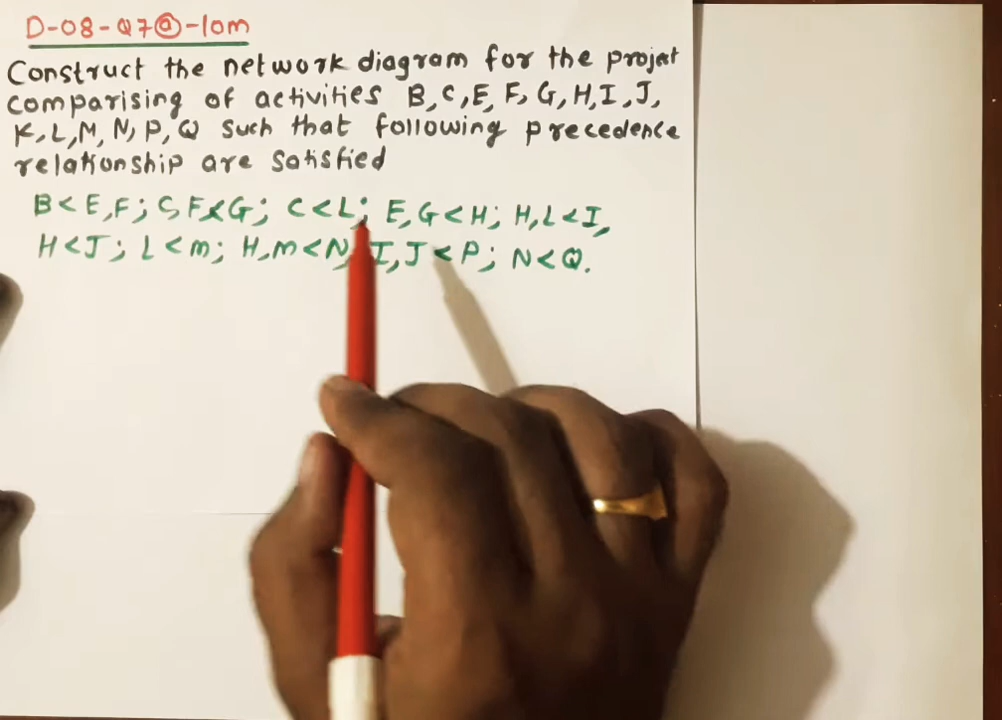 D-08-Q7ⓐ-10m
Construct the network diagram for the projet
comparising of activities B, C, E, F, G, H, I, J,
K, L, M, N, P, Q such that following precedence
relationship are satisfied
B < E, F ; C, F < G ; C < L ; E, G < H ; H, L < I,
H < J ; L < m ; H, M < N, I, J < P ; N < Q.